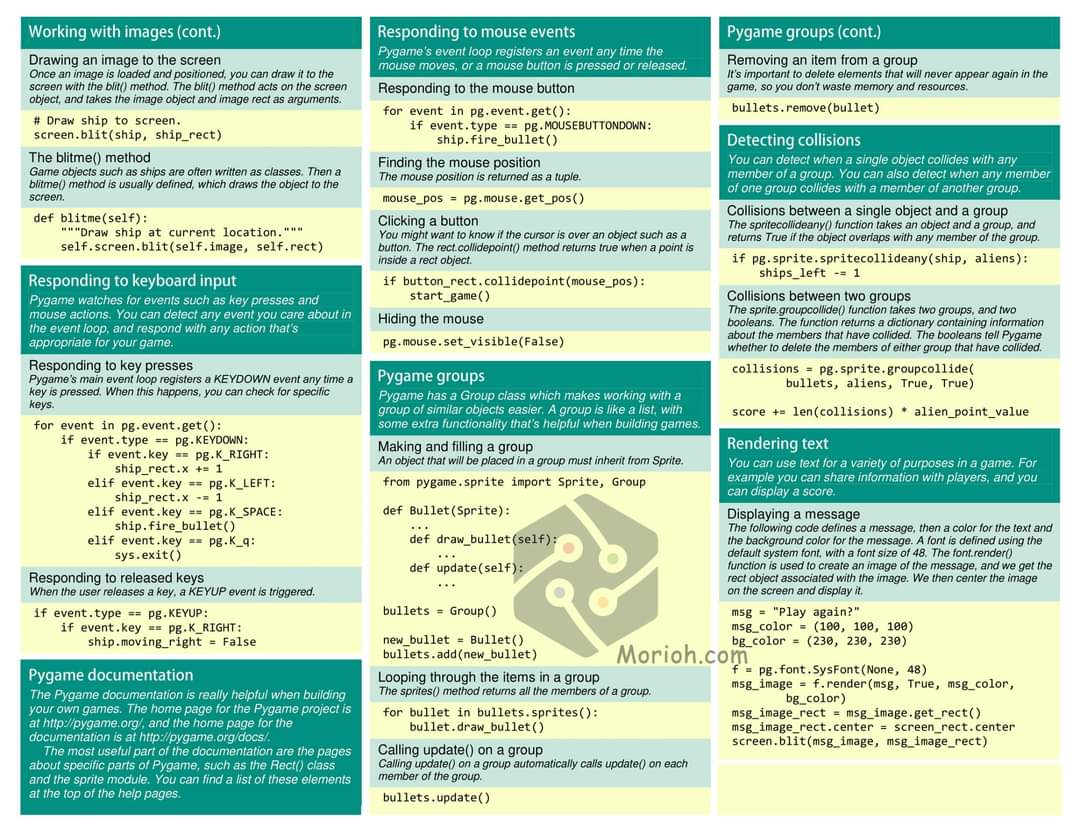 Working with images (cont.)
Drawing an image to the screen
Once an image is loaded and positioned, you can draw it to the
screen with the blit() method. The blit() method acts on the screen
object, and takes the image object and image rect as arguments.
# Draw ship to screen.
screen.blit(ship, ship_rect)
The blitme() method
Game objects such as ships are often written as classes. Then a
blitme() method is usually defined, which draws the object to the
screen.
def blitme(self):
    """Draw ship at current location."""
    self.screen.blit(self.image, self.rect)
Responding to keyboard input
Pygame watches for events such as key presses and
mouse actions. You can detect any event you care about in
the event loop, and respond with any action that's
appropriate for your game.
Responding to key presses
Pygame's main event loop registers a KEYDOWN event any time a
key is pressed. When this happens, you can check for specific
keys.
for event in pg.event.get():
    if event.type == pg.KEYDOWN:
        if event.key == pg.K_RIGHT:
            ship_rect.x += 1
        elif event.key == pg.K_LEFT:
            ship_rect.x -= 1
        elif event.key == pg.K_SPACE:
            ship.fire_bullet()
        elif event.key == pg.K_q:
            sys.exit()
Responding to released keys
When the user releases a key, a KEYUP event is triggered.
if event.type == pg.KEYUP:
    if event.key == pg.K_RIGHT:
        ship.moving_right = False
Pygame documentation
The Pygame documentation is really helpful when building
your own games. The home page for the Pygame project is
at http://pygame.org/, and the home page for the
documentation is at http://pygame.org/docs/.
The most useful part of the documentation are the pages
about specific parts of Pygame, such as the Rect() class
and the sprite module. You can find a list of these elements
at the top of the help pages.
Responding to mouse events
Pygame's event loop registers an event any time the
mouse moves, or a mouse button is pressed or released.
Responding to the mouse button
for event in pg.event.get():
    if event.type == pg.MOUSEBUTTONDOWN:
        ship.fire_bullet()
Finding the mouse position
The mouse position is returned as a tuple.
mouse_pos = pg.mouse.get_pos()
Clicking a button
You might want to know if the cursor is over an object such as a
button. The rect.collidepoint() method returns true when a point is
inside a rect object.
if button_rect.collidepoint(mouse_pos):
    start_game()
Hiding the mouse
pg.mouse.set_visible(False)
Pygame groups
Pygame has a Group class which makes working with a
group of similar objects easier. A group is like a list, with
some extra functionality that's helpful when building games.
Making and filling a group
An object that will be placed in a group must inherit from Sprite.
from pygame.sprite import Sprite, Group
def Bullet(Sprite):
    ...
    def draw_bullet(self):
        ...
    def update(self):
        ...
bullets = Group()
new_bullet = Bullet()
bullets.add(new_bullet)
Morioh.com
Looping through the items in a group
The sprites() method returns all the members of a group.
for bullet in bullets.sprites():
    bullet.draw_bullet()
Calling update() on a group
Calling update() on a group automatically calls update() on each
member of the group.
bullets.update()
Pygame groups (cont.)
Removing an item from a group
It's important to delete elements that will never appear again in the
game, so you don't waste memory and resources.
bullets.remove(bullet)
Detecting collisions
You can detect when a single object collides with any
member of a group. You can also detect when any member
of one group collides with a member of another group.
Collisions between a single object and a group
The spritecollideany() function takes an object and a group, and
returns True if the object overlaps with any member of the group.
if pg.sprite.spritecollideany(ship, aliens):
    ships_left -= 1
Collisions between two groups
The sprite.groupcollide() function takes two groups, and two
booleans. The function returns a dictionary containing information
about the members that have collided. The booleans tell Pygame
whether to delete the members of either group that have collided.
collisions = pg.sprite.groupcollide(
        bullets, aliens, True, True)
score += len(collisions) * alien_point_value
Rendering text
You can use text for a variety of purposes in a game. For
example you can share information with players, and you
can display a score.
Displaying a message
The following code defines a message, then a color for the text and
the background color for the message. A font is defined using the
default system font, with a font size of 48. The font.render()
function is used to create an image of the message, and we get the
rect object associated with the image. We then center the image
on the screen and display it.
msg = "Play again?"
msg_color = (100, 100, 100)
bg_color = (230, 230, 230)
f = pg.font.SysFont(None, 48)
msg_image = f.render(msg, True, msg_color,
        bg_color)
msg_image_rect = msg_image.get_rect()
msg_image_rect.center = screen_rect.center
screen.blit(msg_image, msg_image_rect)